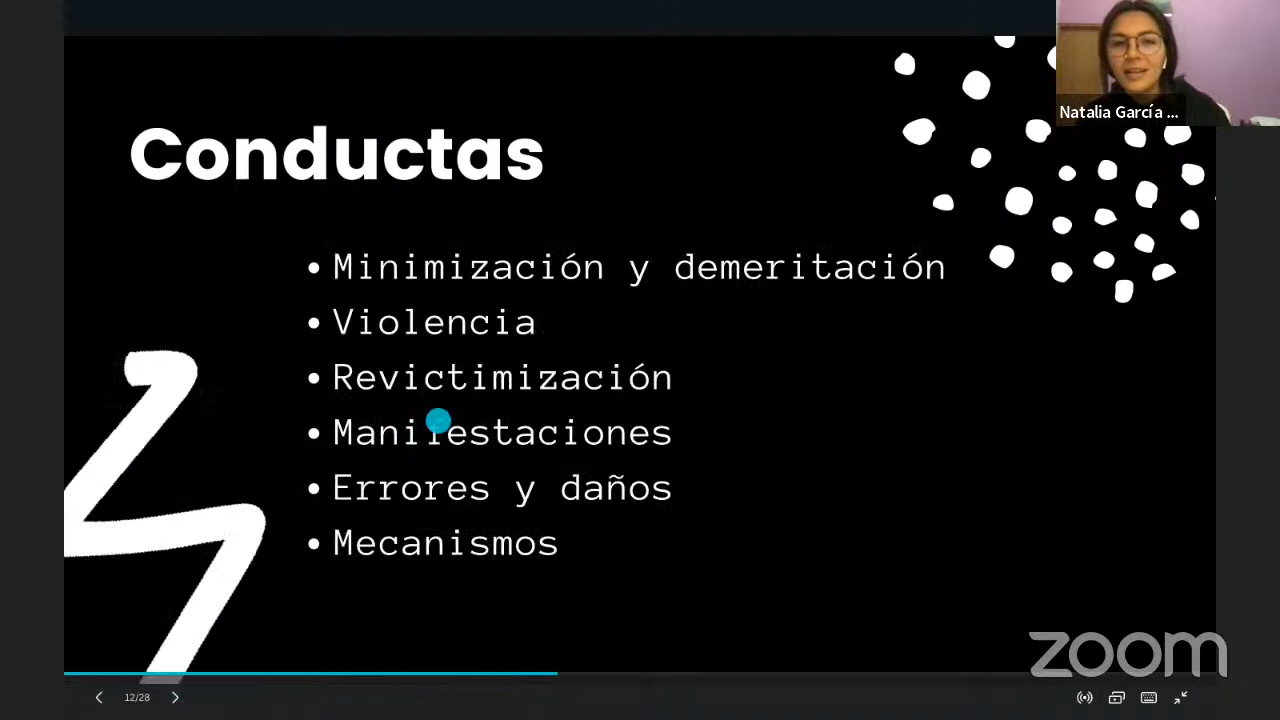 Natalia García ...
Conductas
• Minimización y demeritación
• Violencia
• Revictimización
• Manifestaciones
• Errores y daños
• Mecanismos
zoom
12/28